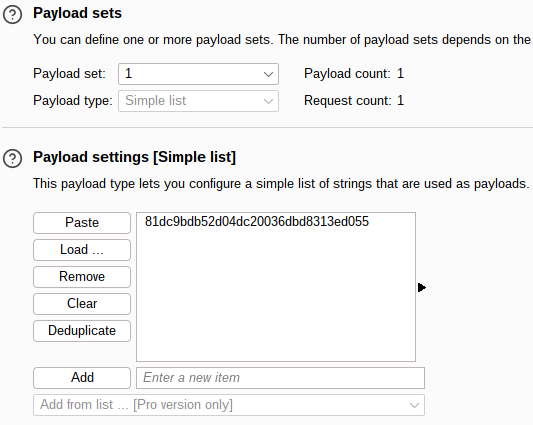 Payload sets
You can define one or more payload sets. The number of payload sets depends on the
Payload set: 1 Payload count: 1
Payload type: Simple list Request count: 1
Payload settings [Simple list]
This payload type lets you configure a simple list of strings that are used as payloads.
Paste 81dc9bdb52d04dc20036dbd8313ed055
Load ...
Remove
Clear
Deduplicate
Add Enter a new item
Add from list ... [Pro version only]